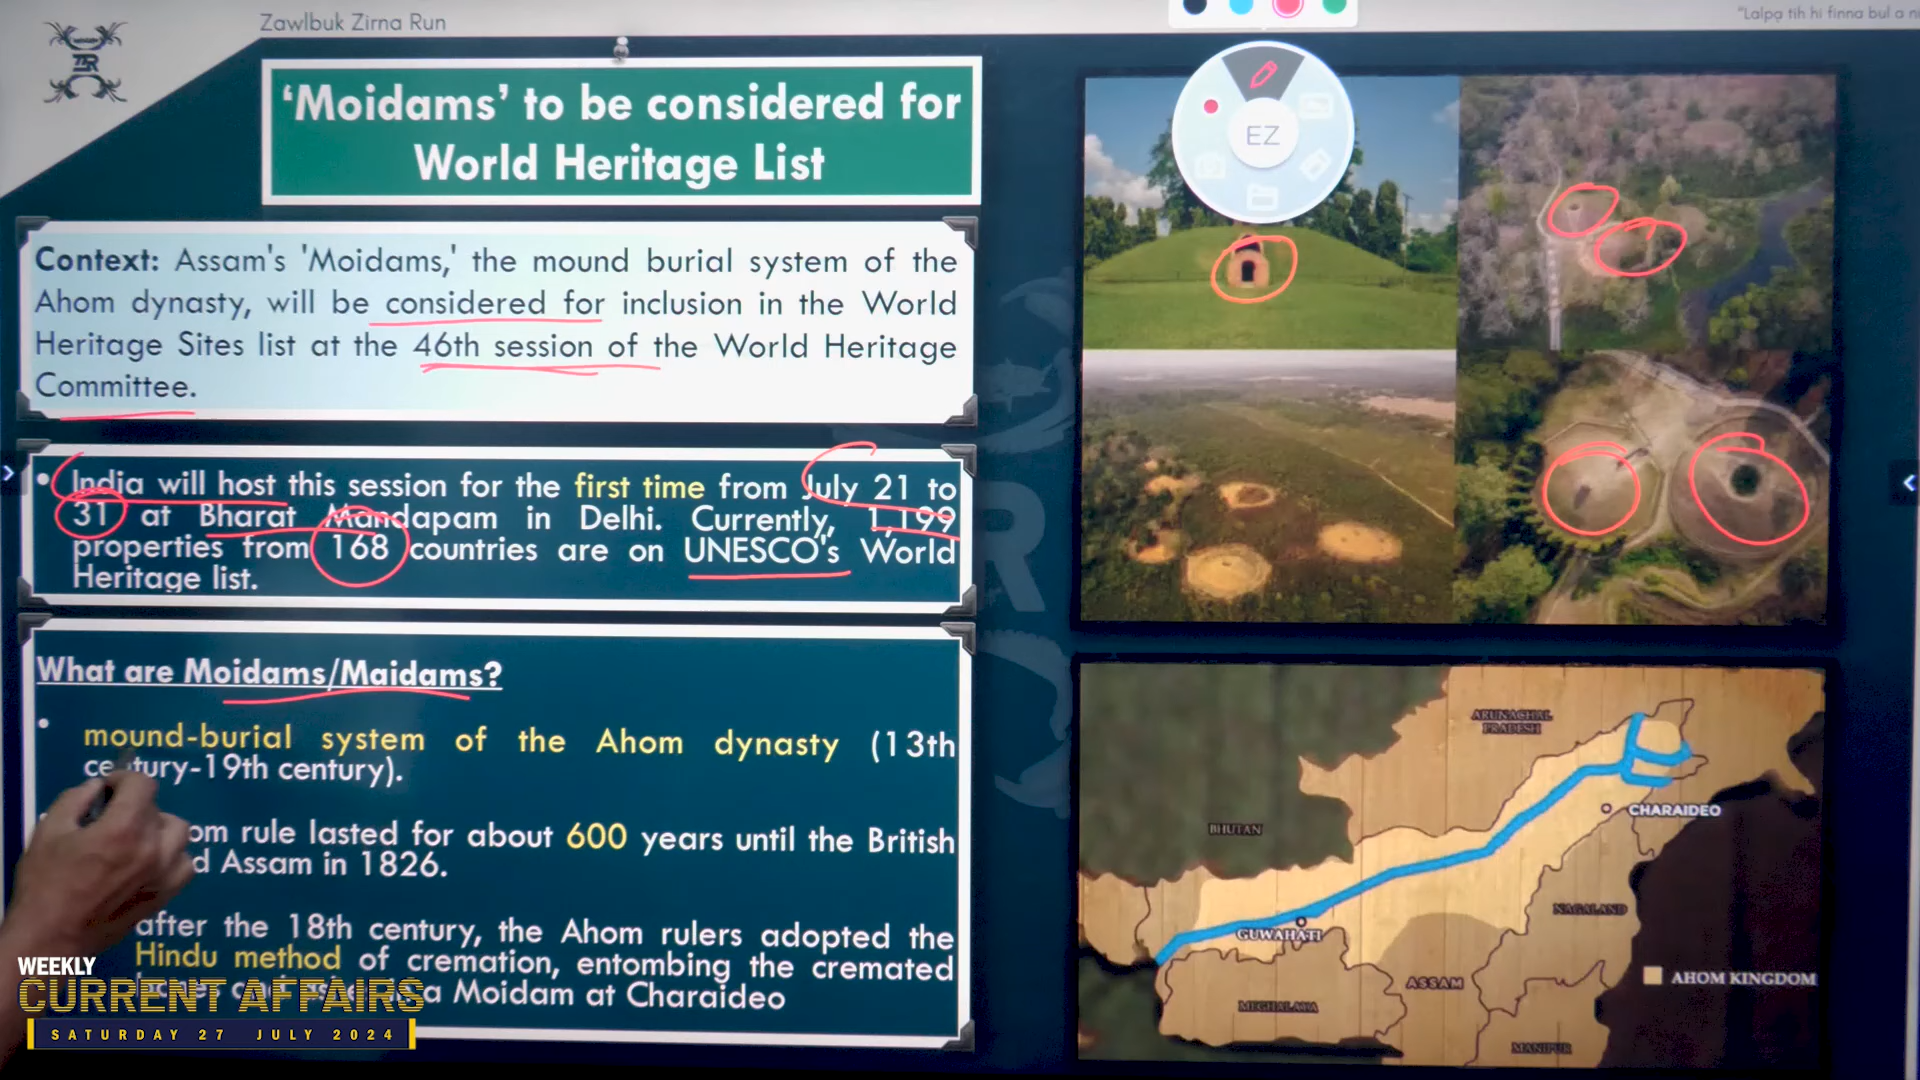 Zawlbuk Zirna Run
"Lalpa tih hi finna bul a ni
TR
'Moidams' to be considered for
World Heritage List
EZ
Context: Assam's 'Moidams,' the mound burial system of the
Ahom dynasty, will be considered for inclusion in the World
Heritage Sites list at the 46th session of the World Heritage
Committee.
India will host this session for the first time from July 21 to
31 at Bharat Mandapam in Delhi. Currently, 1,199
properties from 168 countries are on UNESCO's World
Heritage list.
What are Moidams/Maidams?
mound-burial system of the Ahom dynasty (13th
century-19th century).
om rule lasted for about 600 years until the British
d Assam in 1826.
after the 18th century, the Ahom rulers adopted the
Hindu method of cremation, entombing the cremated
a Moidam at Charaideo
ARUNACHAL
PRADESH
BHUTAN
CHARAIDEO
NAGALAND
GUWAHATI
ASSAM
AHOM KINGDOM
MEGHALAYA
MANIPUR
WEEKLY
CURRENT AFFAIRS
SATURDAY 27 JULY 2024